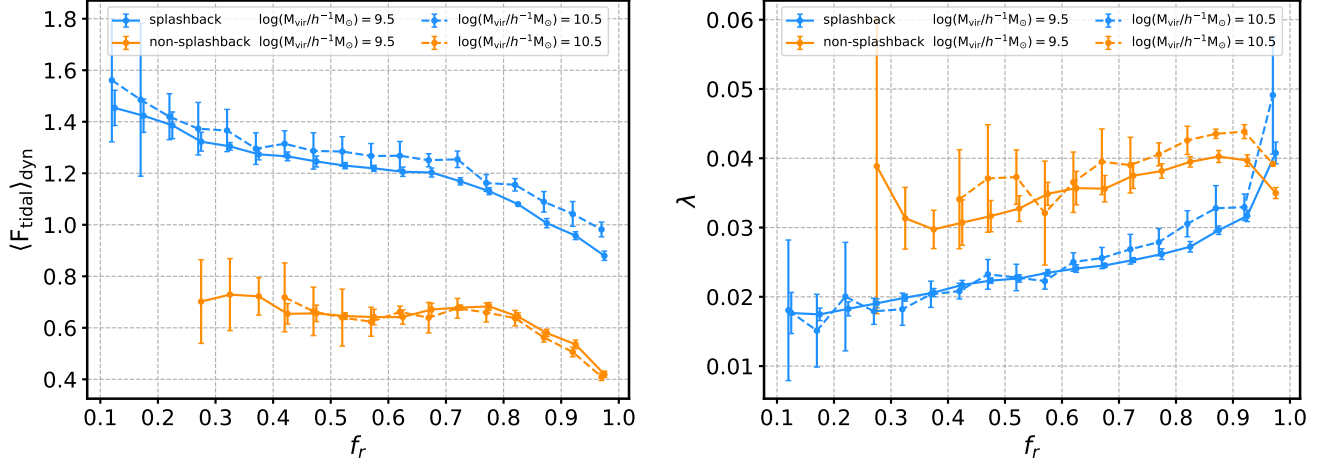 splashback log(M_vir/h⁻¹M_⊙) = 9.5 log(M_vir/h⁻¹M_⊙) = 10.5
non-splashback log(M_vir/h⁻¹M_⊙) = 9.5 log(M_vir/h⁻¹M_⊙) = 10.5
⟨F_tidal⟩_dyn
1.8
1.6
1.4
1.2
1.0
0.8
0.6
0.4
0.1 0.2 0.3 0.4 0.5 0.6 0.7 0.8 0.9 1.0
f_r
splashback log(M_vir/h⁻¹M_⊙) = 9.5 log(M_vir/h⁻¹M_⊙) = 10.5
non-splashback log(M_vir/h⁻¹M_⊙) = 9.5 log(M_vir/h⁻¹M_⊙) = 10.5
λ
0.06
0.05
0.04
0.03
0.02
0.01
0.1 0.2 0.3 0.4 0.5 0.6 0.7 0.8 0.9 1.0
f_r